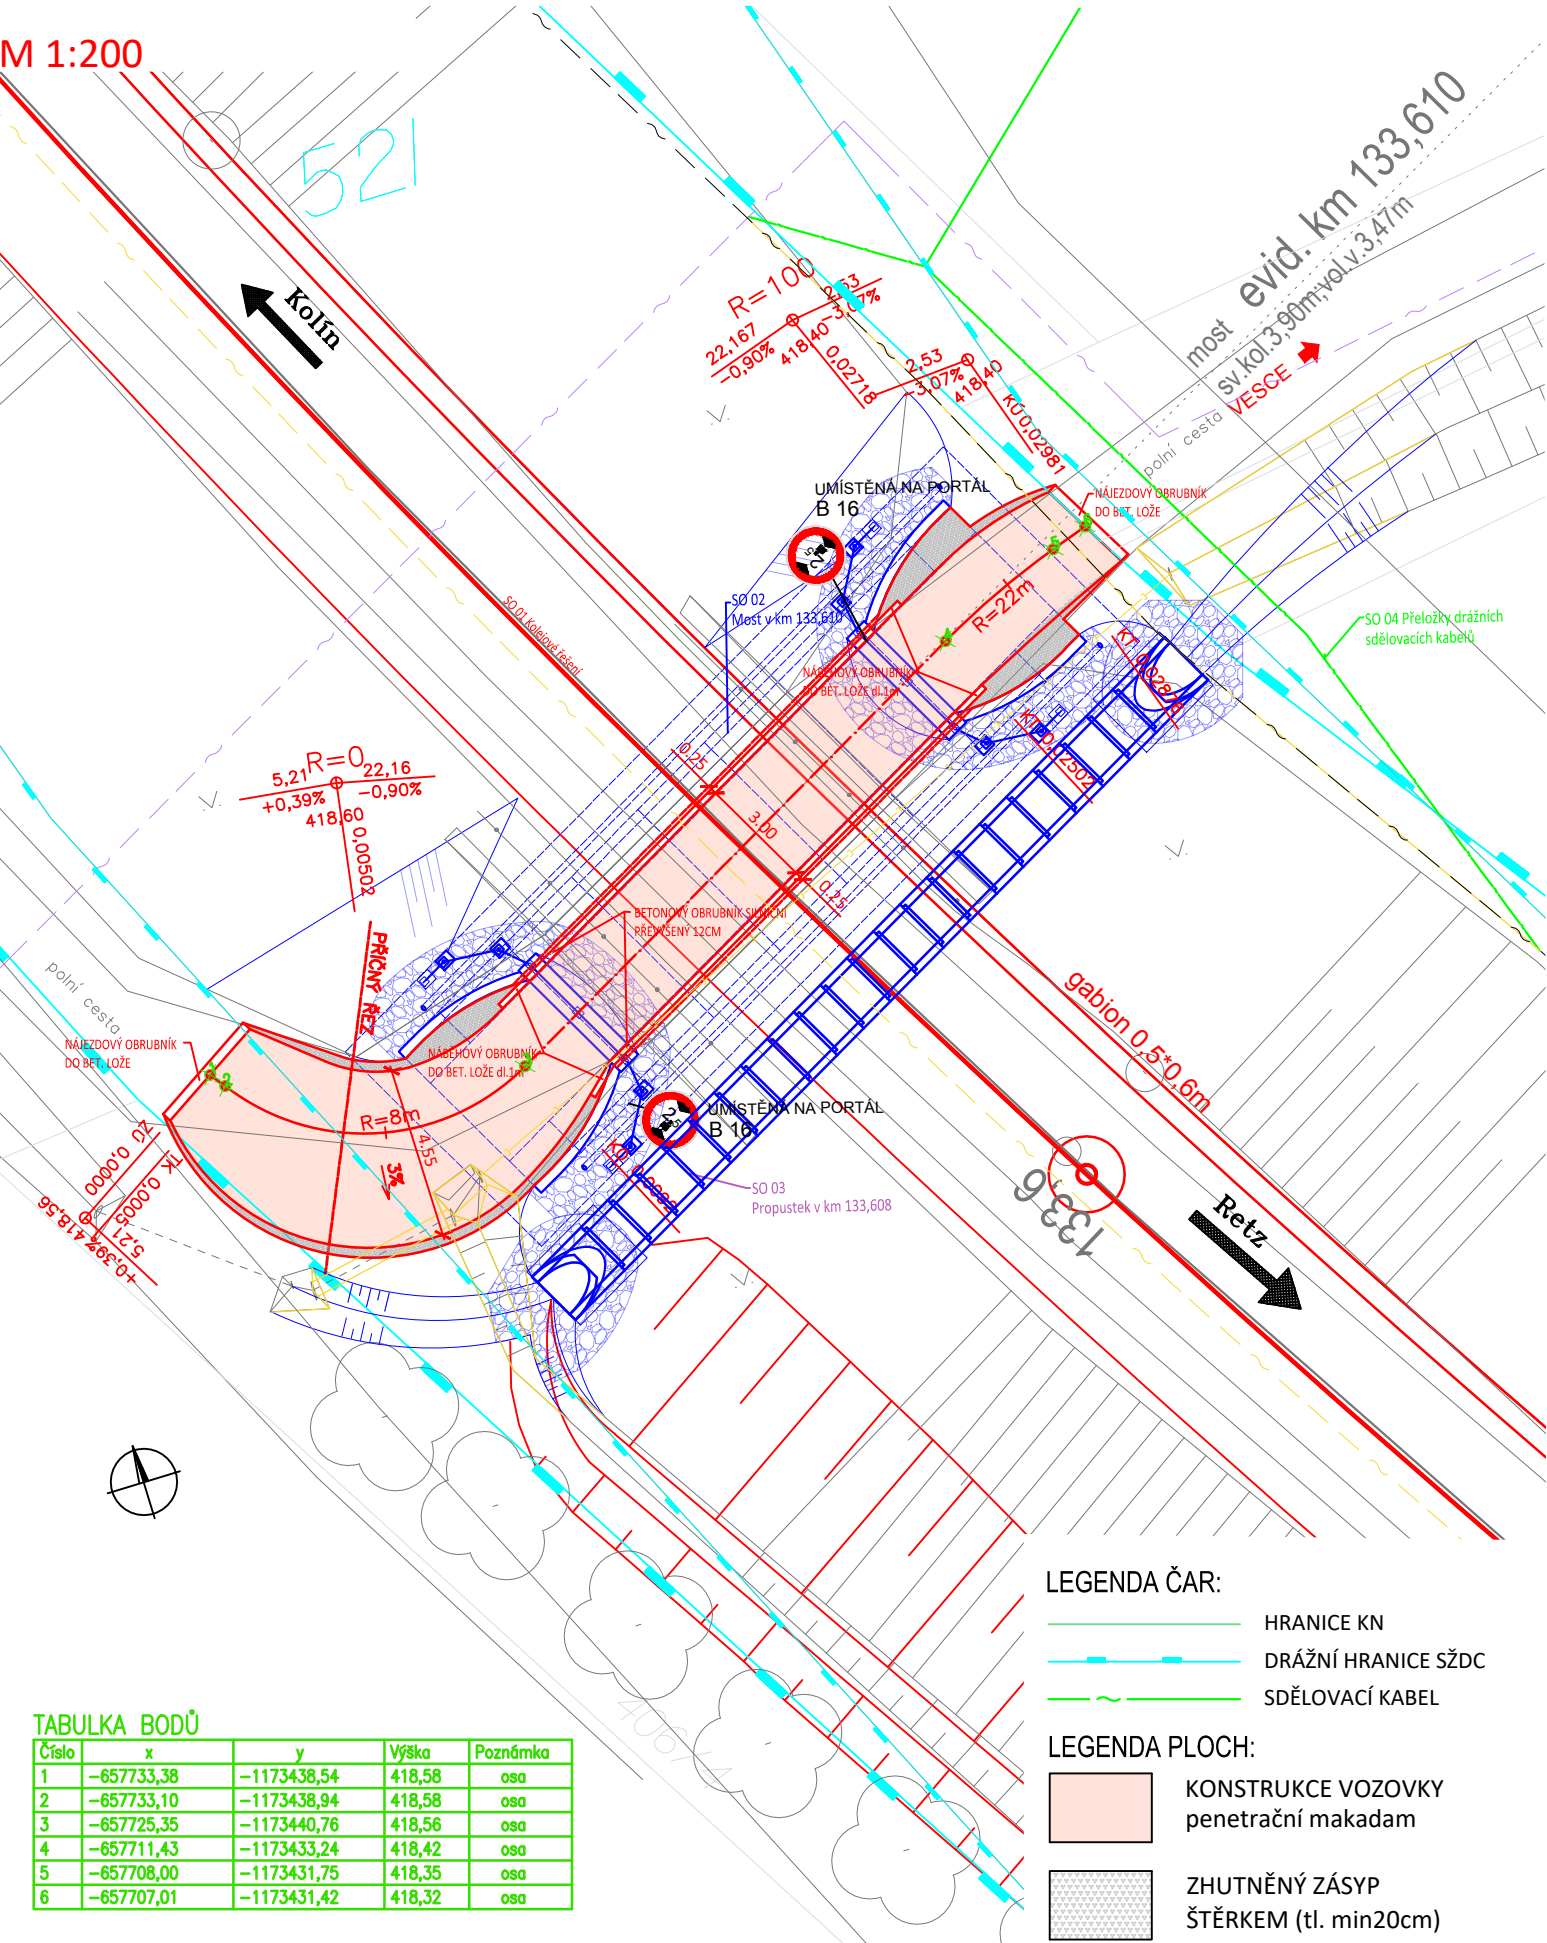 M 1:200
521
Kolín
R=100
2,53
-3,07%
22,167
-0,90%
418,40
0,02718
2,53
-3,07%
418,40
KÚ 0,02981
most evid. km 133,610
sv.kol.3,90m,vol.v.3,47m
VESCE
polní cesta
UMÍSTĚNÁ NA PORTÁL
B 16
NÁJEZDOVÝ OBRUBNÍK
DO BET. LOŽE
SO 02
Most v km 133,610
SO 01 Kolejové řešení
R=22m
NÁBĚHOVÝ OBRUBNÍK
DO BET. LOŽE dl.1m
SO 04 Přeložky drážních
sdělovacích kabelů
0,25
3,00
0,25
R=0
5,21
22,16
+0,39%
-0,90%
418,60
0,00502
PŘÍČNÝ ŘEZ
BETONOVÝ OBRUBNÍK SILNIČNÍ
PŘEVÝŠENÝ 12CM
polní cesta
NÁJEZDOVÝ OBRUBNÍK
DO BET. LOŽE
NÁBĚHOVÝ OBRUBNÍK
DO BET. LOŽE dl.1m
R=8m
4,55
3%
UMÍSTĚNÁ NA PORTÁL
B 16
gabion 0,5*0,6m
ZÚ 0,0000
TK 0,0005
5,21
+0,39%
418,56
SO 03
Propustek v km 133,608
133,6
Retz
LEGENDA ČAR:
HRANICE KN
DRÁŽNÍ HRANICE SŽDC
SDĚLOVACÍ KABEL
LEGENDA PLOCH:
KONSTRUKCE VOZOVKY
penetrační makadam
ZHUTNĚNÝ ZÁSYP
ŠTĚRKEM (tl. min20cm)
TABULKA BODŮ
Číslo x y Výška Poznámka
1 -657733,38 -1173438,54 418,58 osa
2 -657733,10 -1173438,94 418,58 osa
3 -657725,35 -1173440,76 418,56 osa
4 -657711,43 -1173433,24 418,42 osa
5 -657708,00 -1173431,75 418,35 osa
6 -657707,01 -1173431,42 418,32 osa